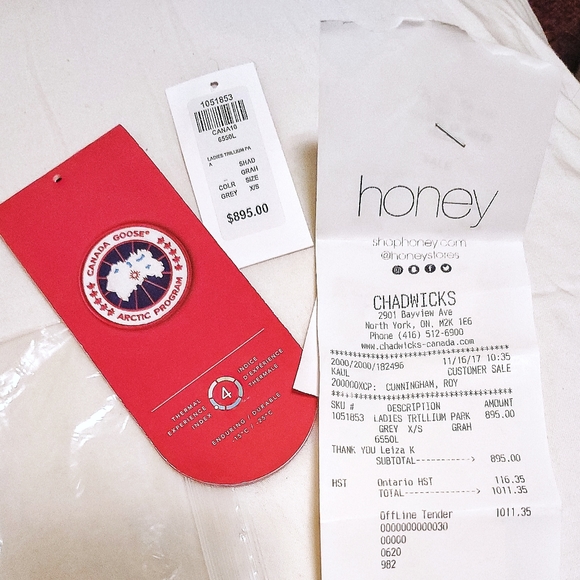 1051853
CANA16
6550L
LADIES TRILLIUM PA
A SHAD
GRAH
COLR SIZE
GREY X/S
$895.00
CANADA GOOSE®
ARCTIC PROGRAM
THERMAL
EXPERIENCE
INDEX
4
INDICE
D'EXPÉRIENCE
THERMALE
ENDURING / DURABLE
-15°C / -25°C
honey
shophoney.com
@honeystores
CHADWICKS
2901 Bayview Ave
North York, ON, M2K 1E6
Phone (416) 512-6900
www.chadwicks-canada.com
****************************************
2000/2000/182496 11/16/17 10:35
KAUL CUSTOMER SALE
200000XCP: CUNNINGHAM, ROY
****************************************
SKU # DESCRIPTION AMOUNT
1051853 LADIES TRTLLIUM PARK 895.00
GREY X/S GRAH
6550L
THANK YOU Leiza K
SUBTOTAL------------> 895.00
HST Ontario HST 116.35
TOTAL---------------> 1011.35
OffLine Tender 1011.35
0000000000030
00000
0620
982